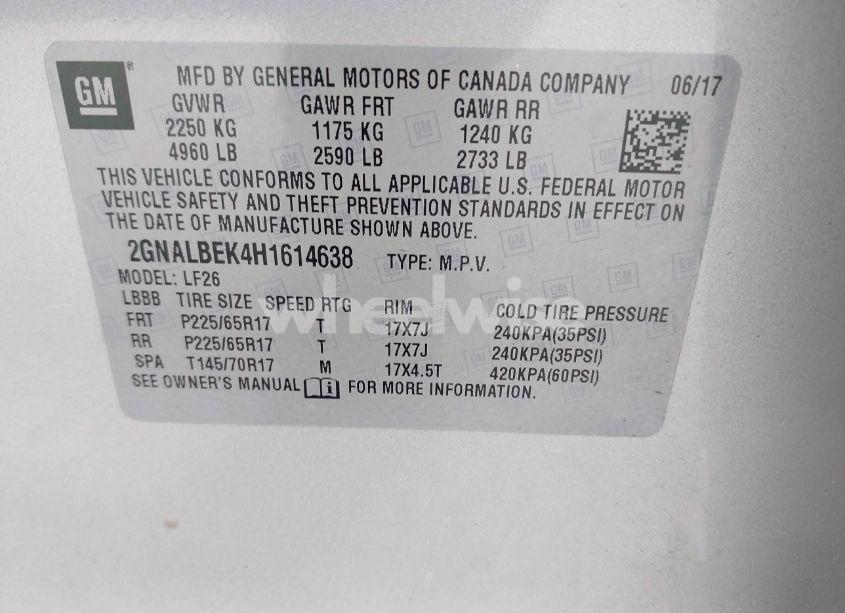 GM
MFD BY GENERAL MOTORS OF CANADA COMPANY 06/17
GVWR GAWR FRT GAWR RR
2250 KG 1175 KG 1240 KG
4960 LB 2590 LB 2733 LB
THIS VEHICLE CONFORMS TO ALL APPLICABLE U.S. FEDERAL MOTOR
VEHICLE SAFETY AND THEFT PREVENTION STANDARDS IN EFFECT ON
THE DATE OF MANUFACTURE SHOWN ABOVE.
2GNALBEK4H1614638 TYPE: M.P.V.
MODEL: LF26
LBBB TIRE SIZE SPEED RTG RIM COLD TIRE PRESSURE
FRT P225/65R17 T 17X7J 240KPA(35PSI)
RR P225/65R17 T 17X7J 240KPA(35PSI)
SPA T145/70R17 M 17X4.5T 420KPA(60PSI)
SEE OWNER'S MANUAL i FOR MORE INFORMATION.
wheelwise